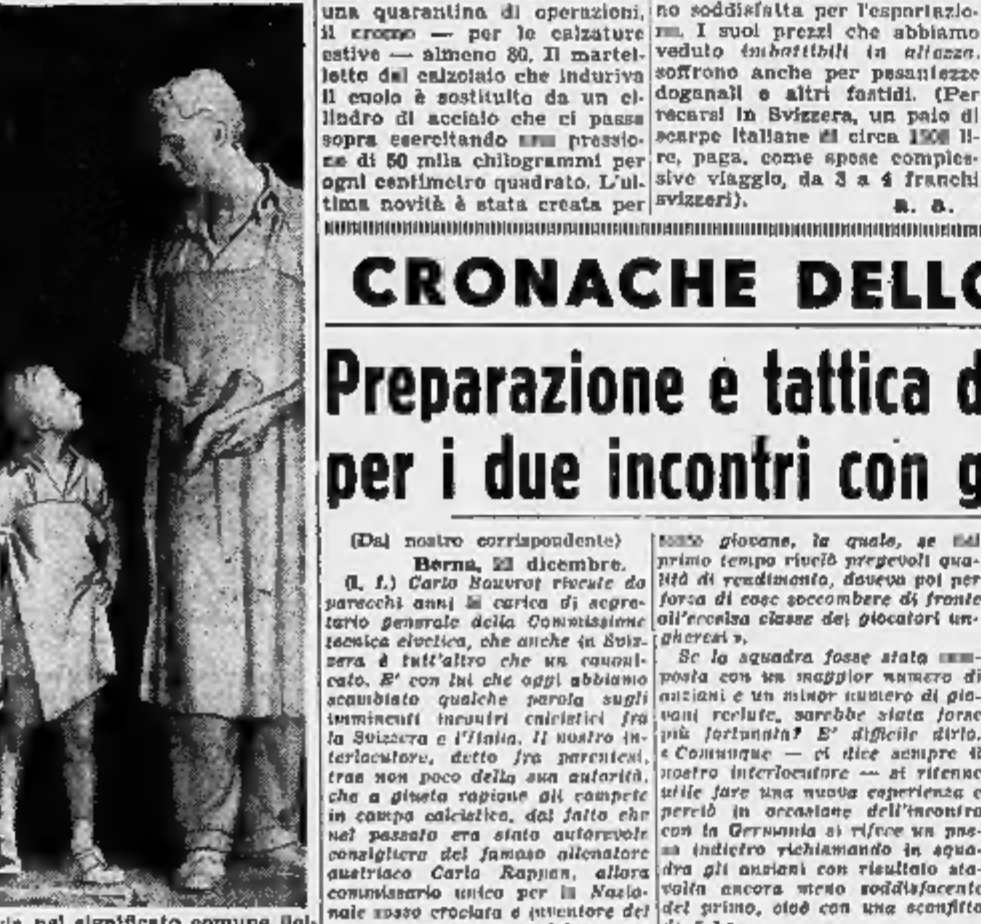 una quarantina di operazioni,
il cromo — per le calzature
estive — almeno 80. Il martel-
letto del calzolaio che induriva
il cuoio è sostituito da un ci-
lindro di acciaio che ci passa
sopra esercitando pressio-
ne di 50 mila chilogrammi per
ogni centimetro quadrato. L'ul-
tima novità è stata creata per
no soddisfatta per l'esportazio-
I suoi prezzi che abbiamo
veduto imbattibili in altezza,
soffrono anche per pesantezze
doganali e altri fastidi. (Per
recarsi in Svizzera, un paio di
scarpe italiane circa li-
re, paga, come spese comples-
sive viaggio, da 3 a 4 franchi
svizzeri).
CRONACHE DELLO
Preparazione e tattica d
per i due incontri con g
(Dal nostro corrispondente)
Berna, dicembre.
Carlo riveste da
parecchi anni carica di segre-
tario generale della Commissione
tecnica elvetica, che anche in Sviz-
zera è tutt'altro che un
E' con lui che oggi abbiamo
scambiato qualche parola sugli
imminenti incontri calcistici fra
la Svizzera e l'Italia. Il nostro in-
terlocutore, detto fra parentesi,
trae non poco della sua autorità,
che a giusta ragione gli compete
in campo calcistico, dal fatto che
nel passato era stato autorevole
consigliere del famoso allenatore
austriaco Carlo Rappan, allora
commissario unico per Nazio-
nale rosso crociata e inventore del
giovane, la quale, se
primo tempo rivelò pregevoli qua-
lità di rendimento, doveva poi per
forza di cose soccombere di fronte
all'eccelsa classe dei giocatori un-
gheresi ».
Se la squadra fosse stata
posta con un maggior numero di
anziani e un minor numero di gio-
vani reclute, sarebbe stata forse
più fortunata? E' difficile dirlo.
« Comunque — ci dice sempre il
nostro interlocutore — si ritenne
utile fare una nuova esperienza e
perciò in occasione dell'incontro
con la Germania si rifece un pas-
indietro richiamando in squa-
dra gli anziani con risultato sta-
volta ancora meno soddisfacente
del primo, cioè con una sconfitta
nel significato comune